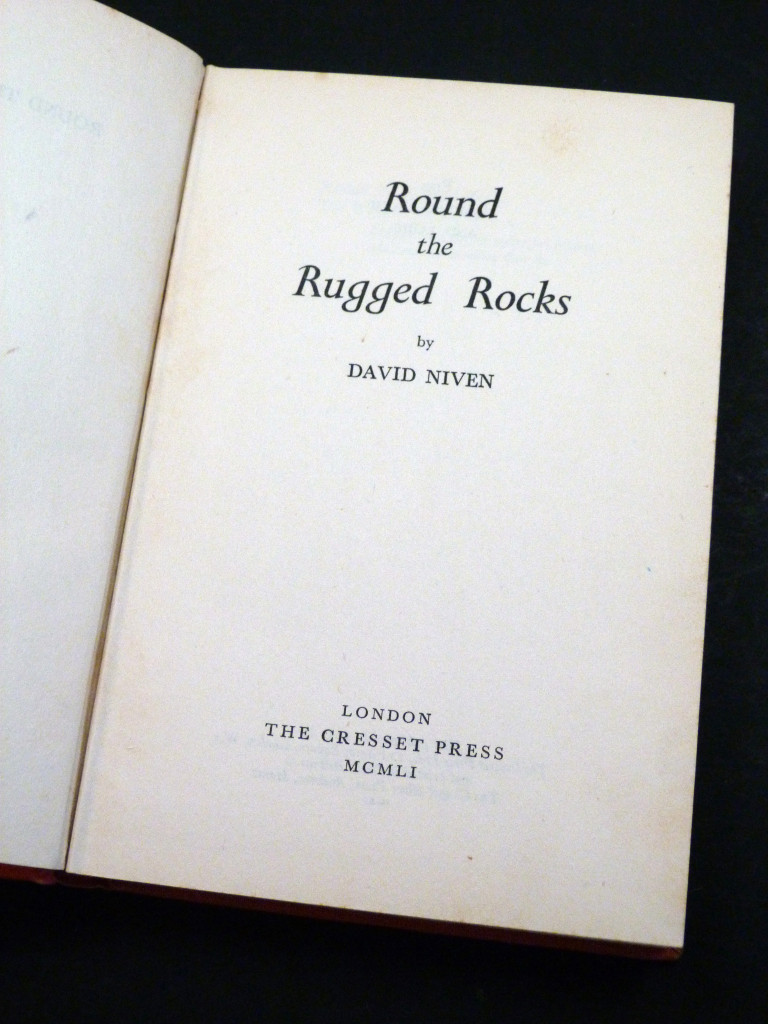 Round
the
Rugged Rocks
by
DAVID NIVEN
LONDON
THE CRESSET PRESS
MCMLI